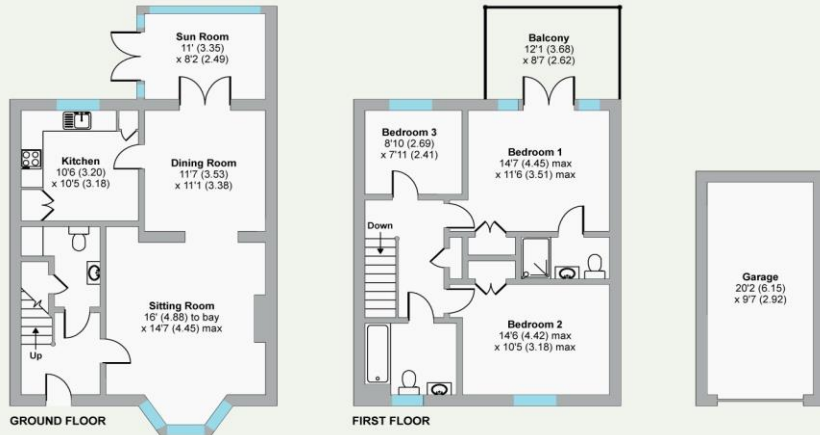 Sun Room
11' (3.35)
x 8'2 (2.49)
Kitchen
10'6 (3.20)
x 10'5 (3.18)
Dining Room
11'7 (3.53)
x 11'1 (3.38)
Sitting Room
16' (4.88) to bay
x 14'7 (4.45) max
Up
GROUND FLOOR
Balcony
12'1 (3.68)
x 8'7 (2.62)
Bedroom 3
8'10 (2.69)
x 7'11 (2.41)
Bedroom 1
14'7 (4.45) max
x 11'6 (3.51) max
Down
Bedroom 2
14'6 (4.42) max
x 10'5 (3.18) max
FIRST FLOOR
Garage
20'2 (6.15)
x 9'7 (2.92)